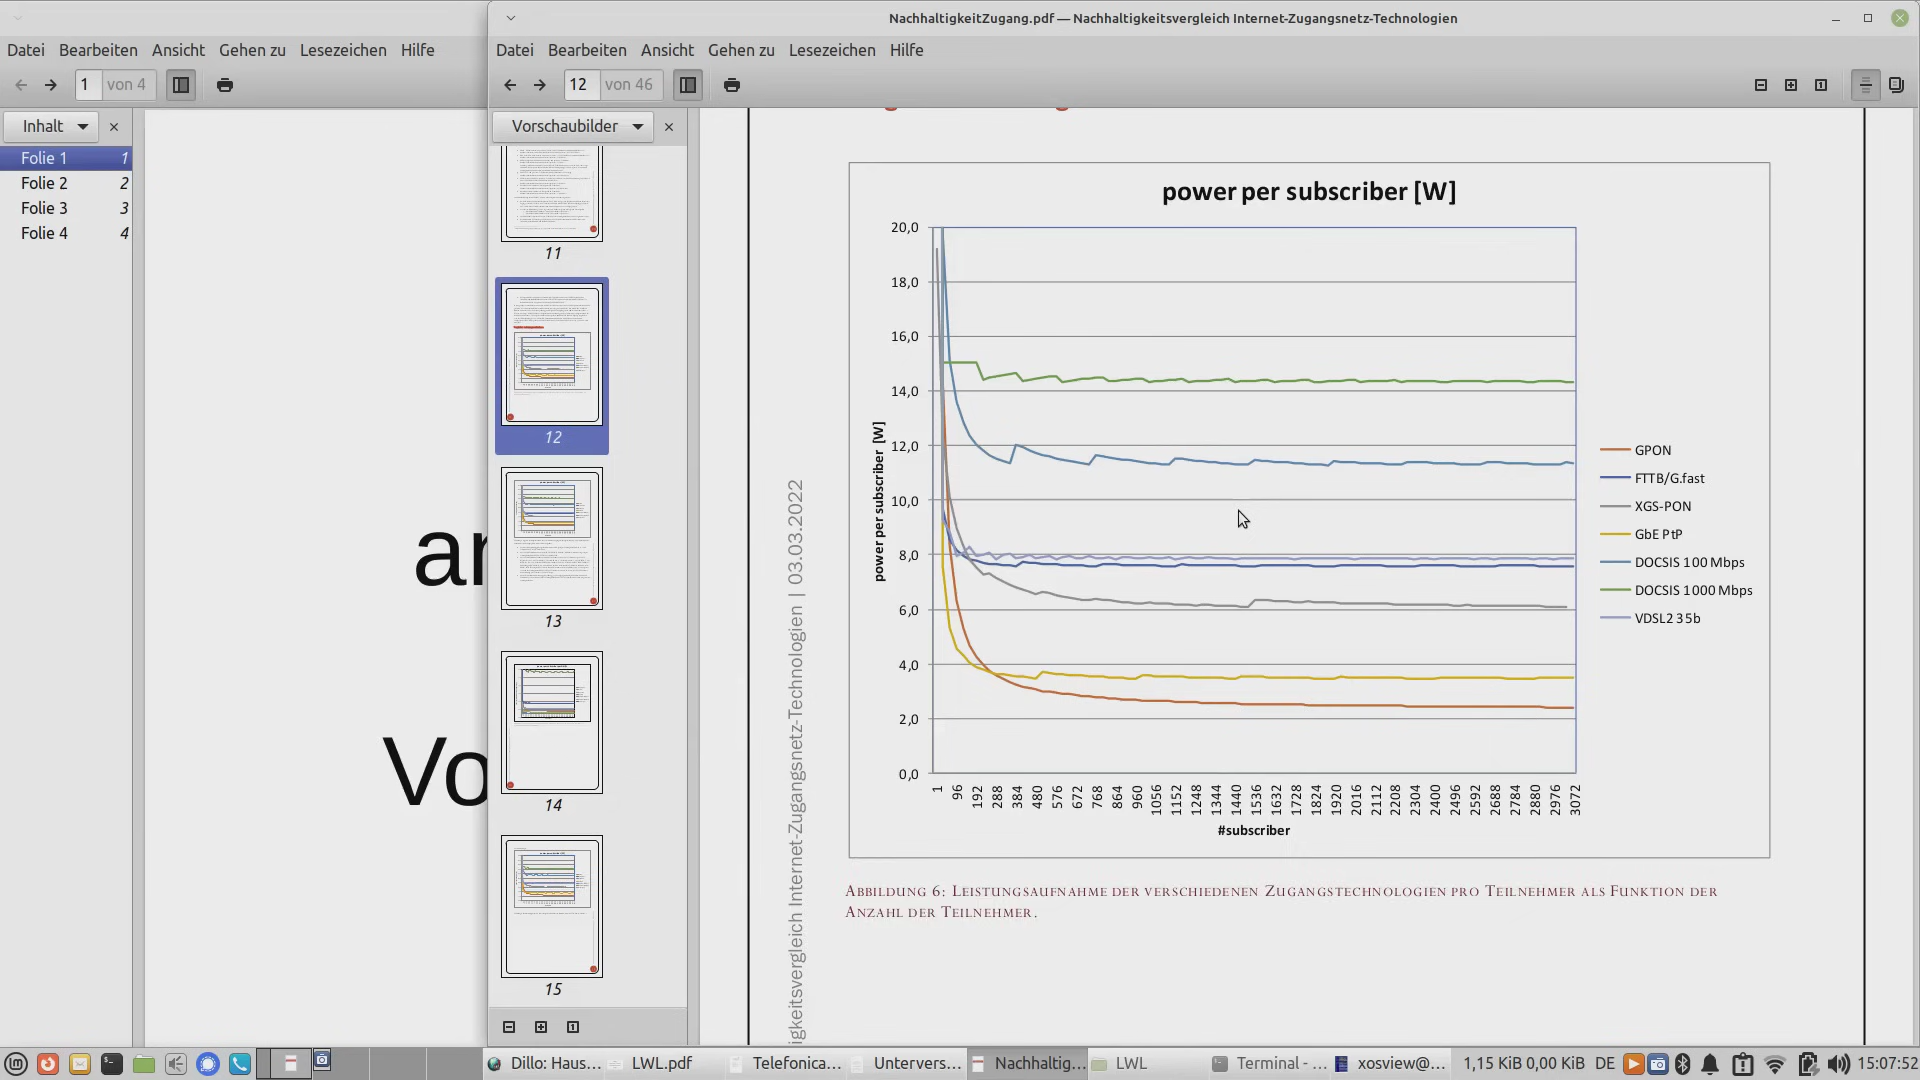 NachhaltigkeitZugang.pdf — Nachhaltigkeitsvergleich Internet-Zugangsnetz-Technologien
Datei Bearbeiten Ansicht Gehen zu Lesezeichen Hilfe
Datei Bearbeiten Ansicht Gehen zu Lesezeichen Hilfe
1 von 4
12 von 46
Inhalt
Folie 1 1
Folie 2 2
Folie 3 3
Folie 4 4
Vorschaubilder
11
12
13
14
15
power per subscriber [W]
power per subscriber [W]
20,0
18,0
16,0
14,0
12,0
10,0
8,0
6,0
4,0
2,0
0,0
1 96 192 288 384 480 576 672 768 864 960 1056 1152 1248 1344 1440 1536 1632 1728 1824 1920 2016 2112 2208 2304 2400 2496 2592 2688 2784 2880 2976 3072
#subscriber
GPON
FTTB/G.fast
XGS-PON
GbE PtP
DOCSIS 100 Mbps
DOCSIS 1000 Mbps
VDSL2 35b
Abbildung 6: Leistungsaufnahme der verschiedenen Zugangstechnologien pro Teilnehmer als Funktion der
Anzahl der Teilnehmer.
igkeitsvergleich Internet-Zugangsnetz-Technologien | 03.03.2022
Vo
Dillo: Haus... LWL.pdf Telefonica... Untervers... Nachhaltig... LWL Terminal - ... xosview@... 1,15 KiB 0,00 KiB DE 15:07:52